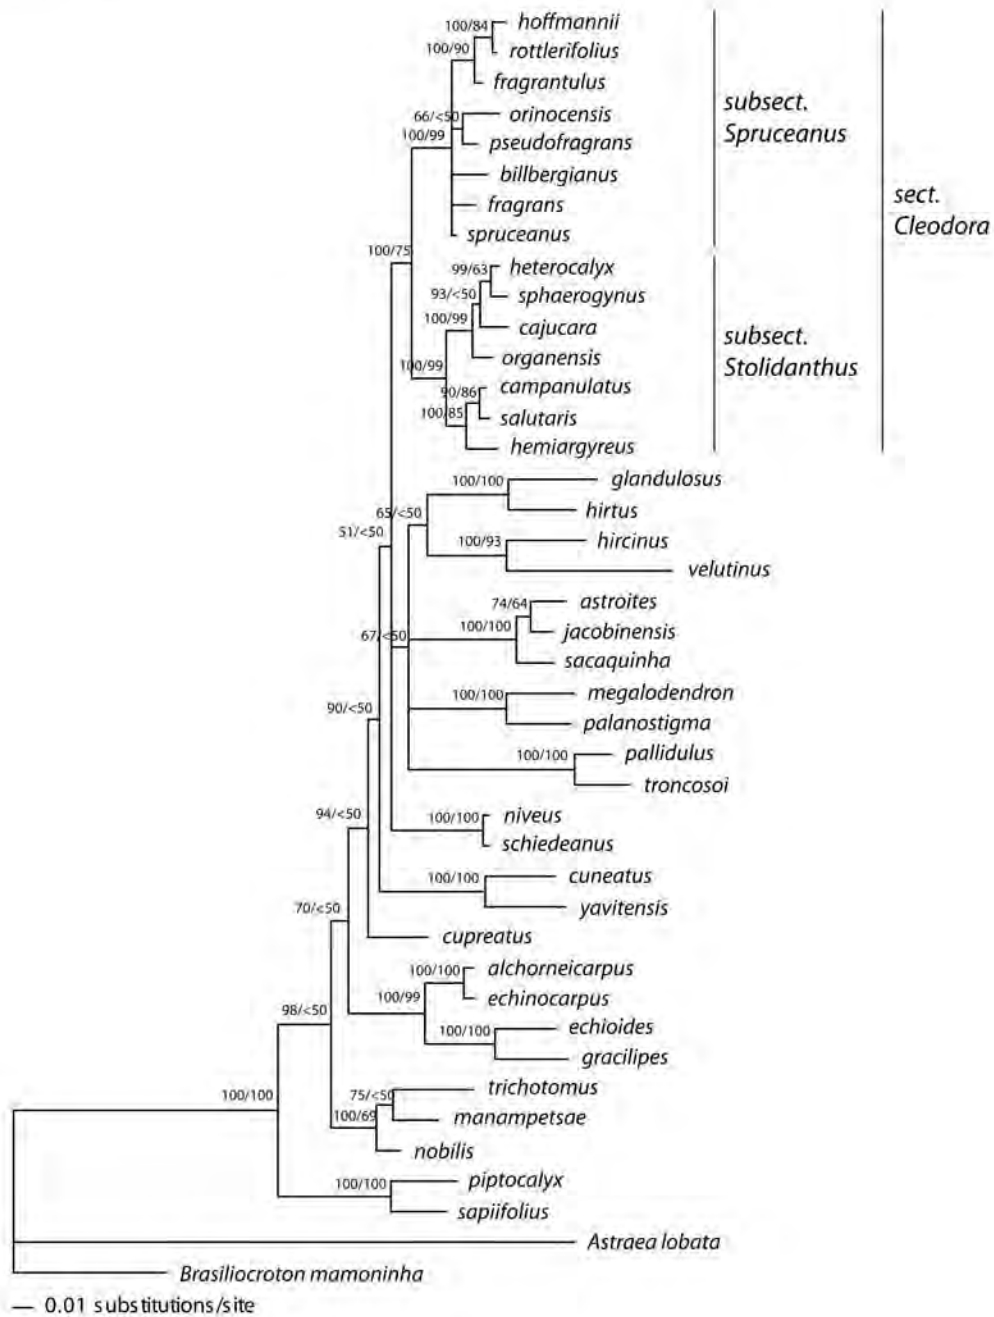 hoffmannii
100/84
rottlerifolius
100/90
fragrantulus
orinocensis
66/<50
pseudofragrans
100/99
billbergianus
fragrans
spruceanus
subsect.
Spruceanus
sect.
Cleodora
100/75
heterocalyx
99/63
sphaerogynus
93/<50
cajucara
100/99
organensis
100/99
campanulatus
90/86
salutaris
100/85
hemiargyreus
subsect.
Stolidanthus
glandulosus
100/100
hirtus
65/<50
hircinus
100/93
velutinus
51/<50
astroites
74/64
jacobinensis
100/100
sacaquinha
67/<50
megalodendron
100/100
palanostigma
90/<50
pallidulus
100/100
troncosoi
niveus
100/100
schiedeanus
94/<50
cuneatus
100/100
yavitensis
70/<50
cupreatus
alchorneicarpus
100/100
echinocarpus
100/99
echioides
100/100
gracilipes
98/<50
trichotomus
75/<50
manampetsae
100/69
nobilis
100/100
piptocalyx
100/100
sapiifolius
Astraea lobata
Brasiliocroton mamoninha
0.01 substitutions/site